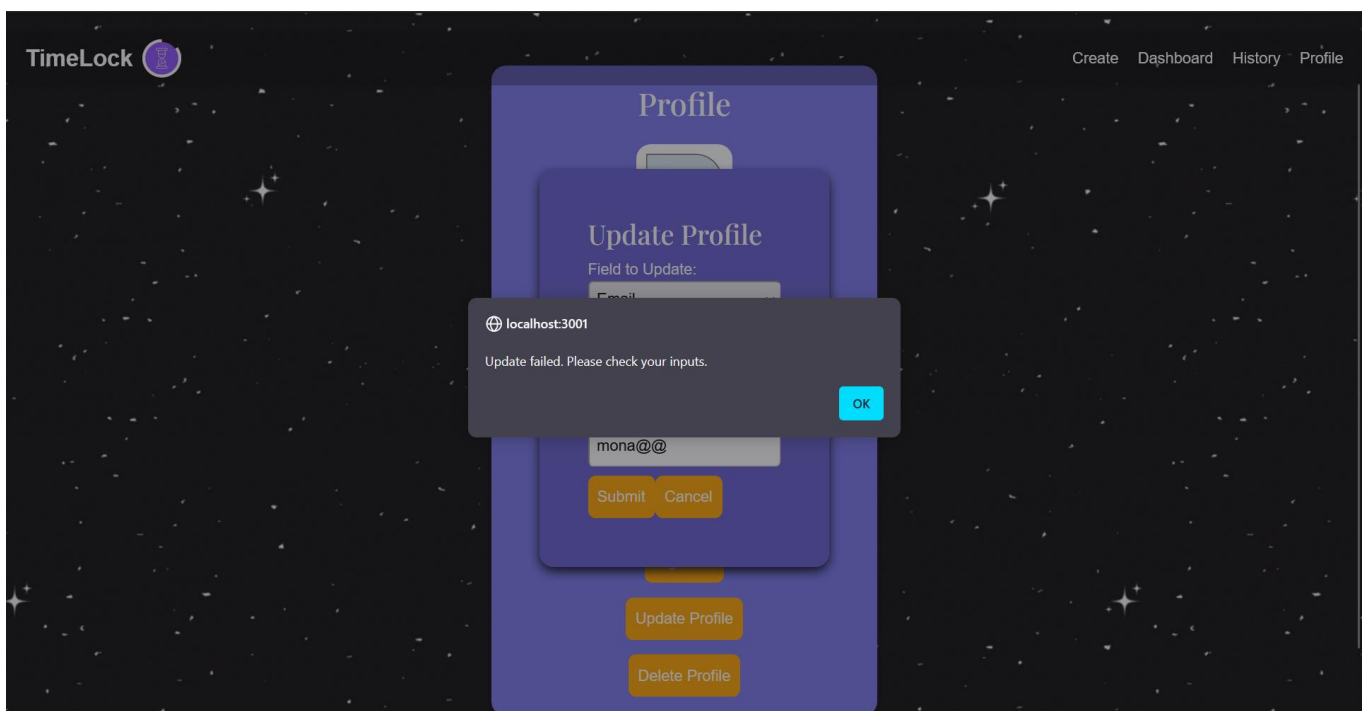 TimeLock
Create Dashboard History Profile
Profile
Update Profile
Field to Update:
Email
localhost:3001
Update failed. Please check your inputs.
OK
mona@@
Submit Cancel
Update Profile
Delete Profile